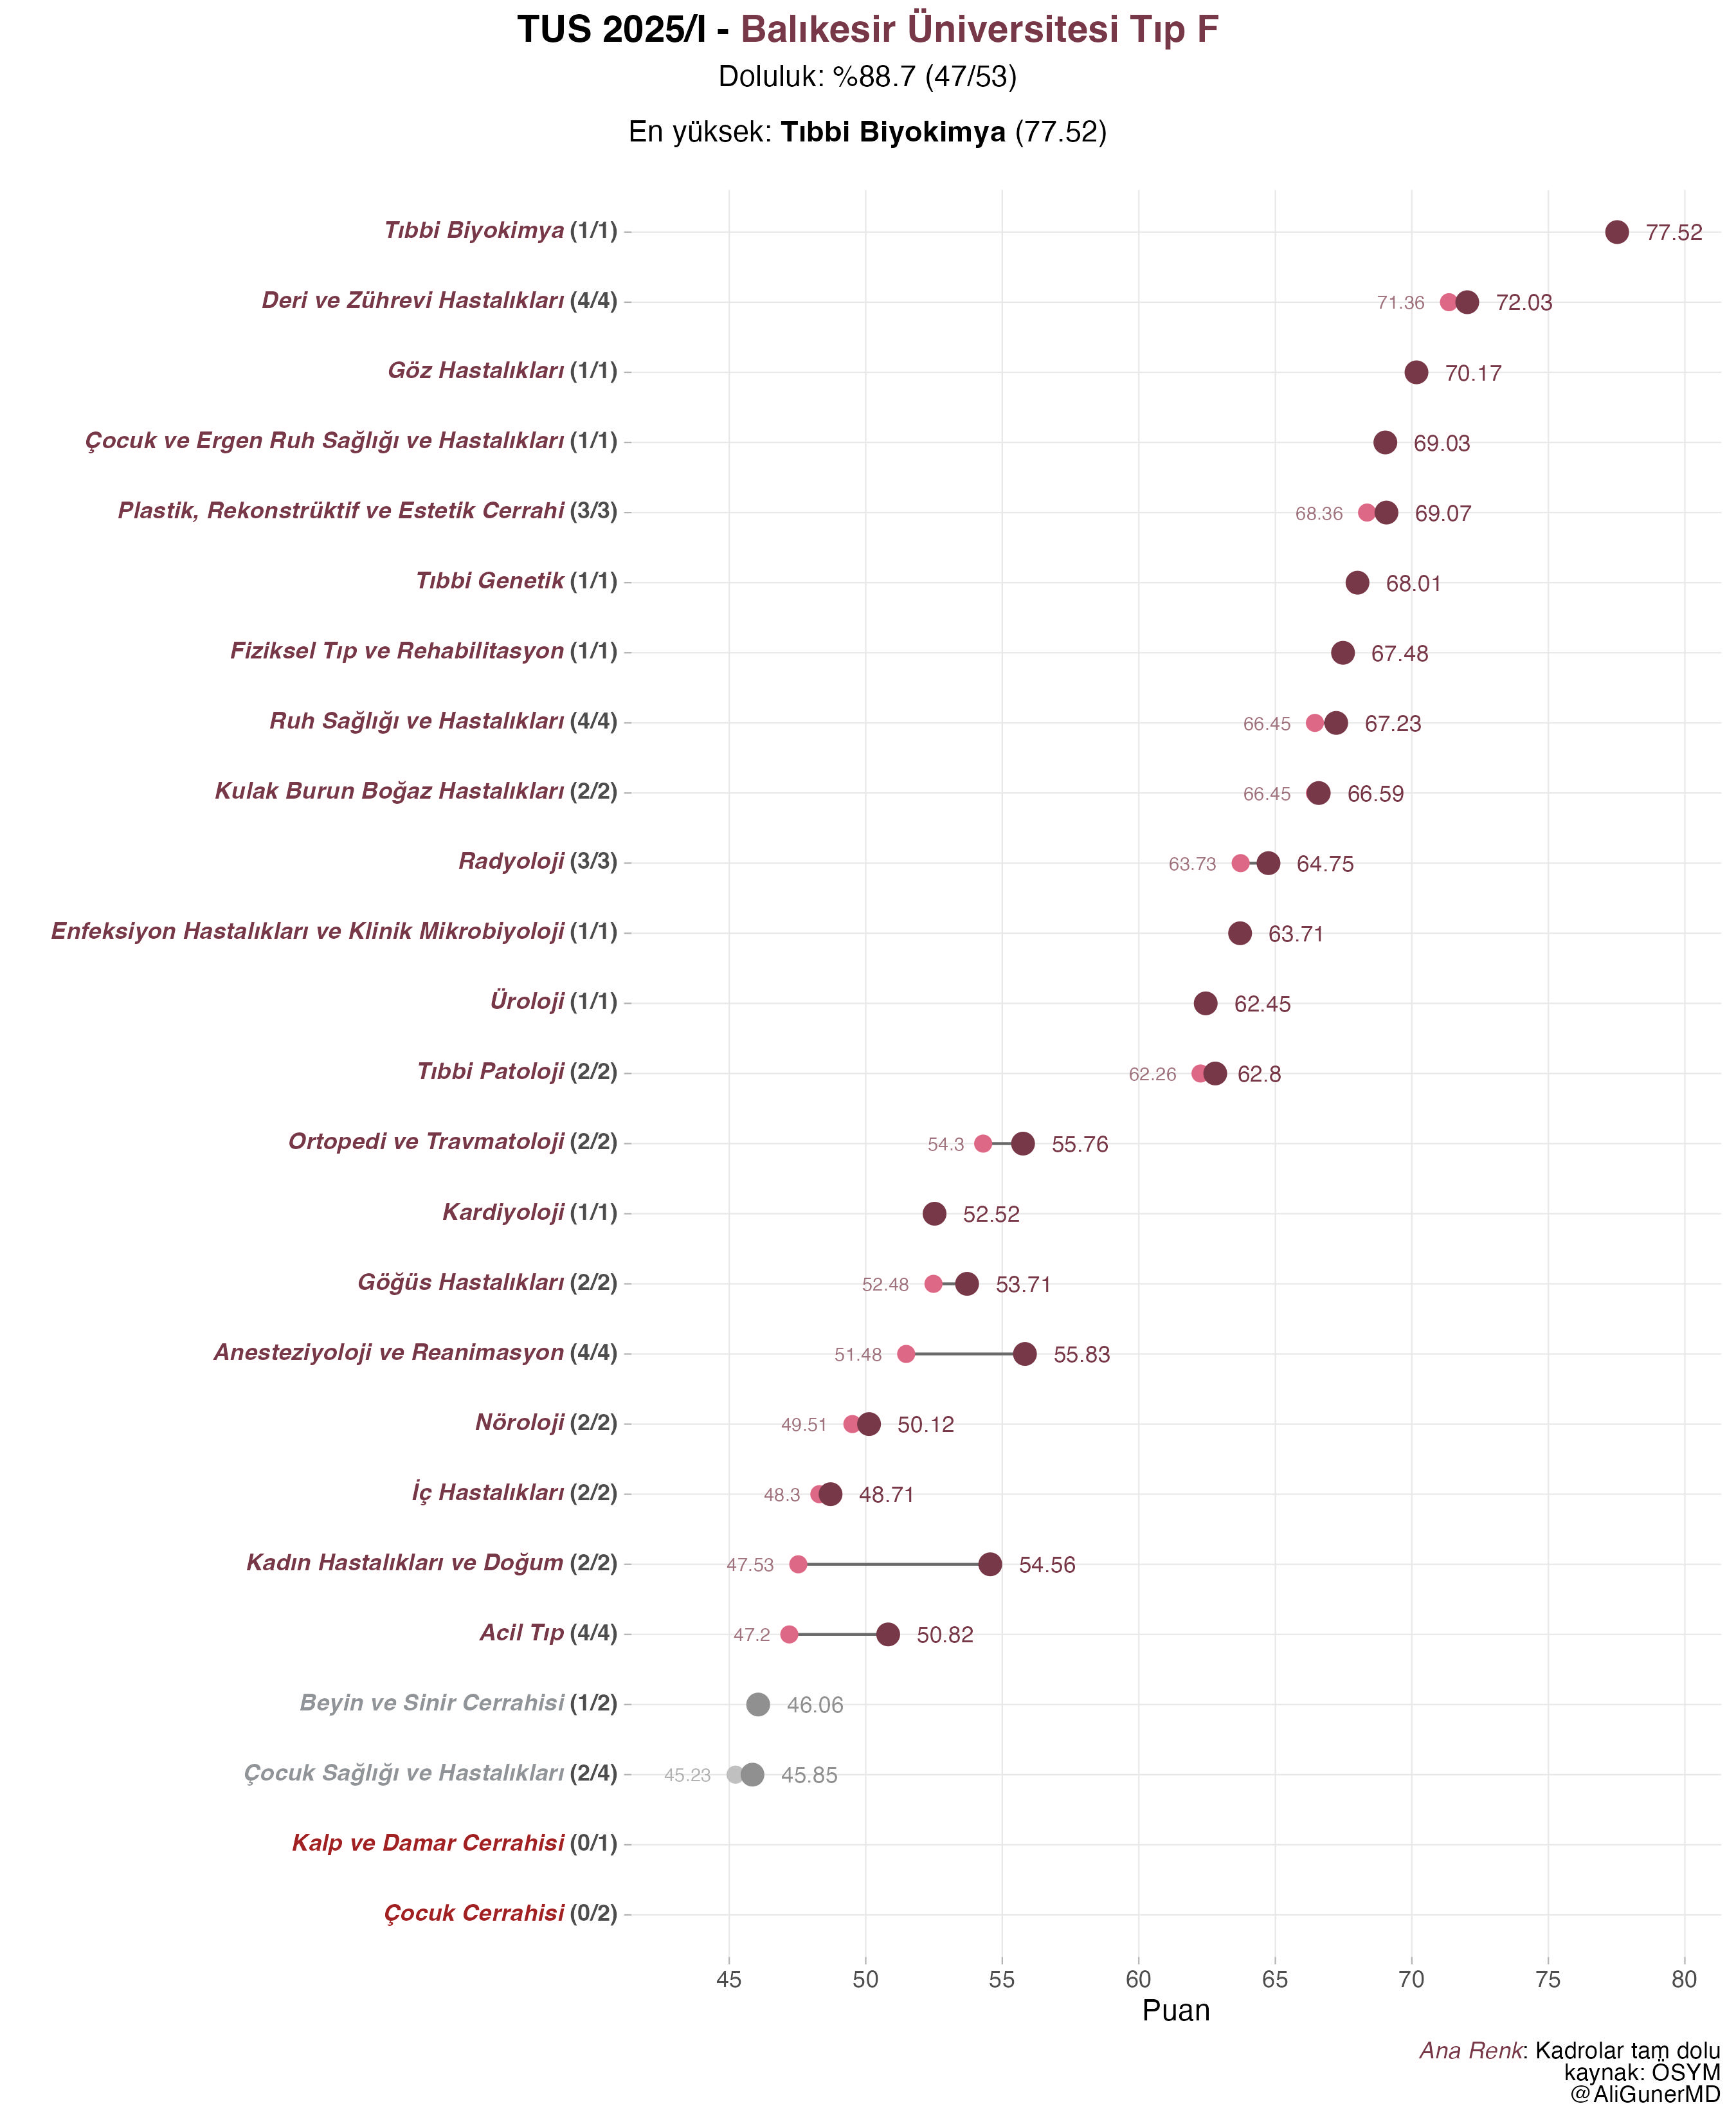 TUS 2025/I - Balıkesir Üniversitesi Tıp F
Doluluk: %88.7 (47/53)
En yüksek: Tıbbi Biyokimya (77.52)
Tıbbi Biyokimya (1/1) 77.52
Deri ve Zührevi Hastalıkları (4/4) 71.36 72.03
Göz Hastalıkları (1/1) 70.17
Çocuk ve Ergen Ruh Sağlığı ve Hastalıkları (1/1) 69.03
Plastik, Rekonstrüktif ve Estetik Cerrahi (3/3) 68.36 69.07
Tıbbi Genetik (1/1) 68.01
Fiziksel Tıp ve Rehabilitasyon (1/1) 67.48
Ruh Sağlığı ve Hastalıkları (4/4) 66.45 67.23
Kulak Burun Boğaz Hastalıkları (2/2) 66.45 66.59
Radyoloji (3/3) 63.73 64.75
Enfeksiyon Hastalıkları ve Klinik Mikrobiyoloji (1/1) 63.71
Üroloji (1/1) 62.45
Tıbbi Patoloji (2/2) 62.26 62.8
Ortopedi ve Travmatoloji (2/2) 54.3 55.76
Kardiyoloji (1/1) 52.52
Göğüs Hastalıkları (2/2) 52.48 53.71
Anesteziyoloji ve Reanimasyon (4/4) 51.48 55.83
Nöroloji (2/2) 49.51 50.12
İç Hastalıkları (2/2) 48.3 48.71
Kadın Hastalıkları ve Doğum (2/2) 47.53 54.56
Acil Tıp (4/4) 47.2 50.82
Beyin ve Sinir Cerrahisi (1/2) 46.06
Çocuk Sağlığı ve Hastalıkları (2/4) 45.23 45.85
Kalp ve Damar Cerrahisi (0/1)
Çocuk Cerrahisi (0/2)
45 50 55 60 65 70 75 80
Puan
Ana Renk: Kadrolar tam dolu
kaynak: ÖSYM
@AliGunerMD